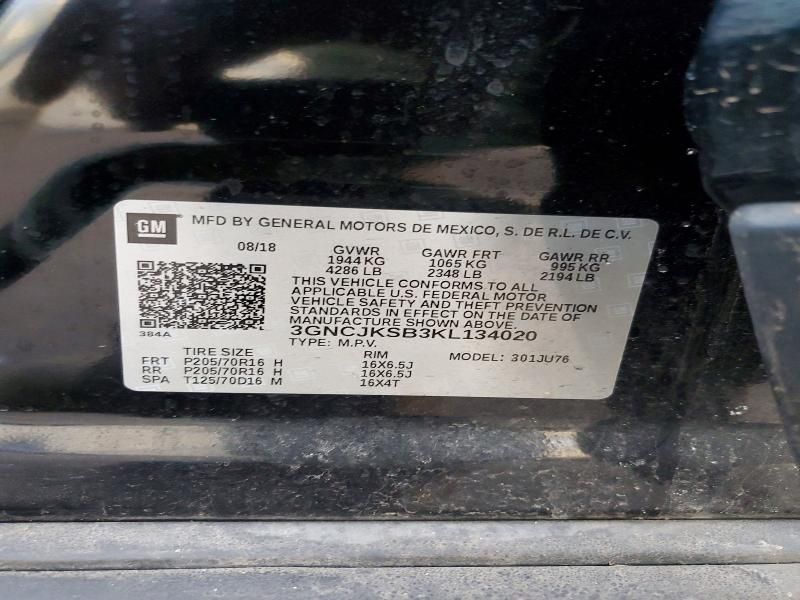 GM MFD BY GENERAL MOTORS DE MEXICO, S. DE R.L. DE C.V.
08/18 GVWR GAWR FRT GAWR RR
1944 KG 1065 KG 995 KG
4286 LB 2348 LB 2194 LB
THIS VEHICLE CONFORMS TO ALL
APPLICABLE U.S. FEDERAL MOTOR
VEHICLE SAFETY AND THEFT PREVENTION
STANDARDS IN EFFECT ON THE DATE OF
MANUFACTURE SHOWN ABOVE.
384A 3GNCJKSB3KL134020
TYPE: M.P.V. MODEL: 301JU76
TIRE SIZE RIM
FRT P205/70R16 H 16X6.5J
RR P205/70R16 H 16X6.5J
SPA T125/70D16 M 16X4T